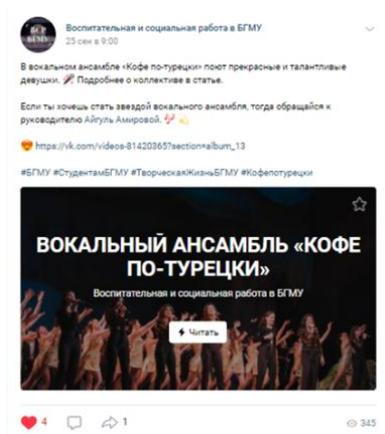 ВСР
БГМУ
Воспитательная и социальная работа в БГМУ
25 сен в 9:00
В вокальном ансамбле «Кофе по-турецки» поют прекрасные и талантливые
девушки. Подробнее о коллективе в статье.
Если ты хочешь стать звездой вокального ансамбля, тогда обращайся к
руководителю Айгуль Амировой.
https://vk.com/videos-81420365?section=album_13
#БГМУ #СтудентамБГМУ #ТворческаяЖизньБГМУ #Кофепотурецки
ВОКАЛЬНЫЙ АНСАМБЛЬ «КОФЕ
ПО-ТУРЕЦКИ»
Воспитательная и социальная работа в БГМУ
Читать
4
1
345